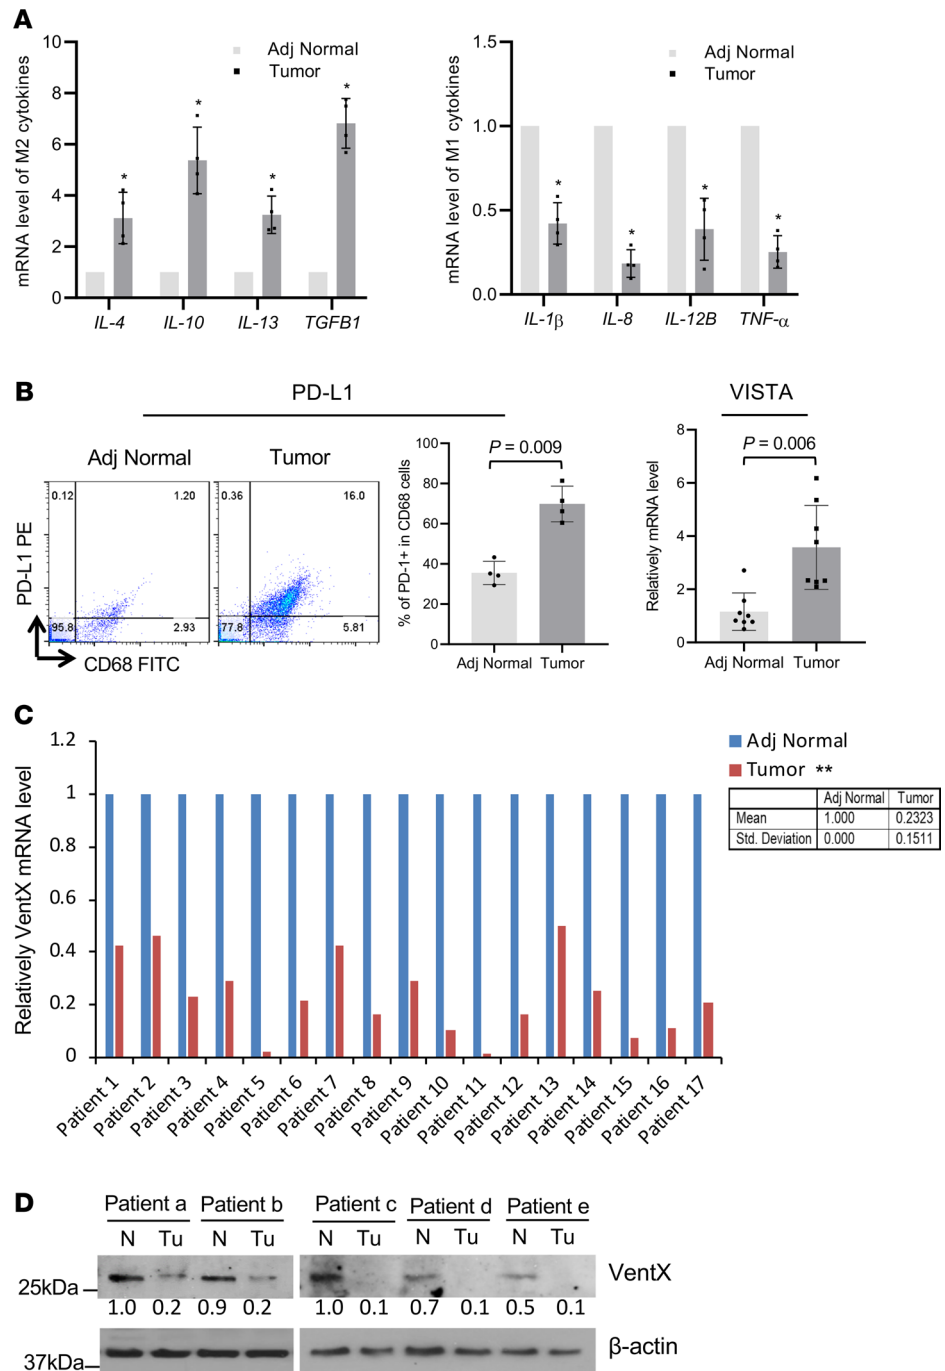 A
mRNA level of M2 cytokines
10
8
6
4
2
0
Adj Normal
Tumor
*
*
*
*
IL-4
IL-10
IL-13
TGFB1
mRNA level of M1 cytokines
1.5
1.0
0.5
0.0
Adj Normal
Tumor
*
*
*
*
IL-1β
IL-8
IL-12B
TNF-α
B
PD-L1
VISTA
Adj Normal
Tumor
PD-L1 PE
0.12
1.20
95.8
2.93
0.36
16.0
77.8
5.81
CD68 FITC
% of PD-1+ in CD68 cells
100
80
60
40
20
0
P = 0.009
Adj Normal
Tumor
Relatively mRNA level
8
6
4
2
0
P = 0.006
Adj Normal
Tumor
C
Relatively VentX mRNA level
1.2
1
0.8
0.6
0.4
0.2
0
Patient 1
Patient 2
Patient 3
Patient 4
Patient 5
Patient 6
Patient 7
Patient 8
Patient 9
Patient 10
Patient 11
Patient 12
Patient 13
Patient 14
Patient 15
Patient 16
Patient 17
Adj Normal
Tumor **
Adj Normal Tumor
Mean 1.000 0.2323
Std. Deviation 0.000 0.1511
D
Patient a Patient b Patient c Patient d Patient e
N Tu N Tu N Tu N Tu N Tu
VentX
25kDa
1.0 0.2 0.9 0.2 1.0 0.1 0.7 0.1 0.5 0.1
β-actin
37kDa